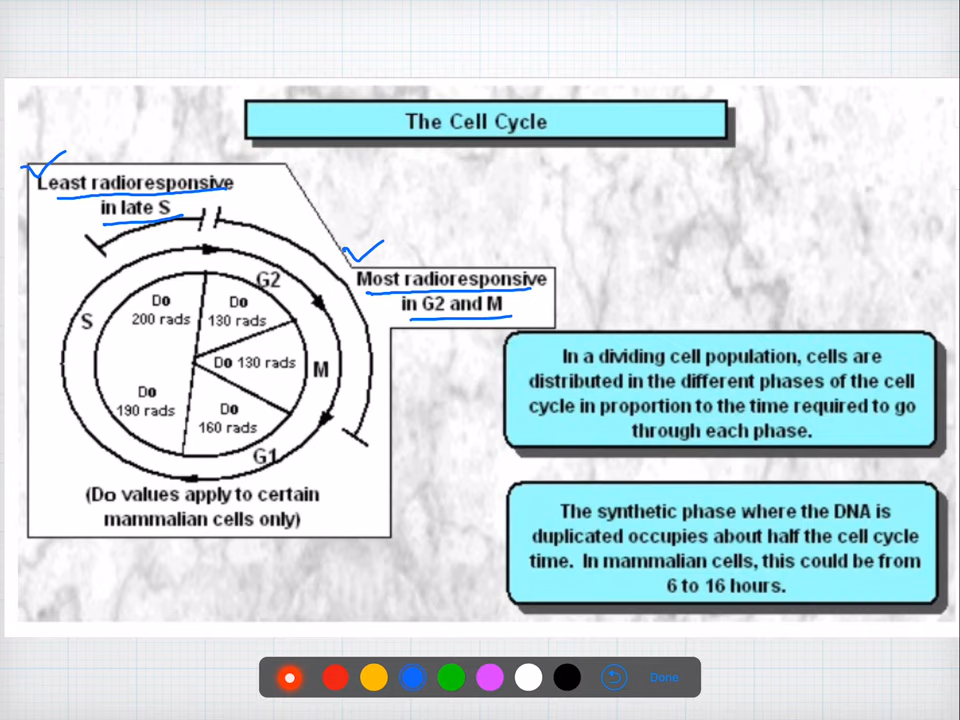 The Cell Cycle
Least radioresponsive
in late S
Most radioresponsive
in G2 and M
G2
S
M
G1
Do
200 rads
Do
130 rads
Do 130 rads
Do
190 rads
Do
160 rads
(Do values apply to certain
mammalian cells only)
In a dividing cell population, cells are
distributed in the different phases of the cell
cycle in proportion to the time required to go
through each phase.
The synthetic phase where the DNA is
duplicated occupies about half the cell cycle
time. In mammalian cells, this could be from
6 to 16 hours.
Done